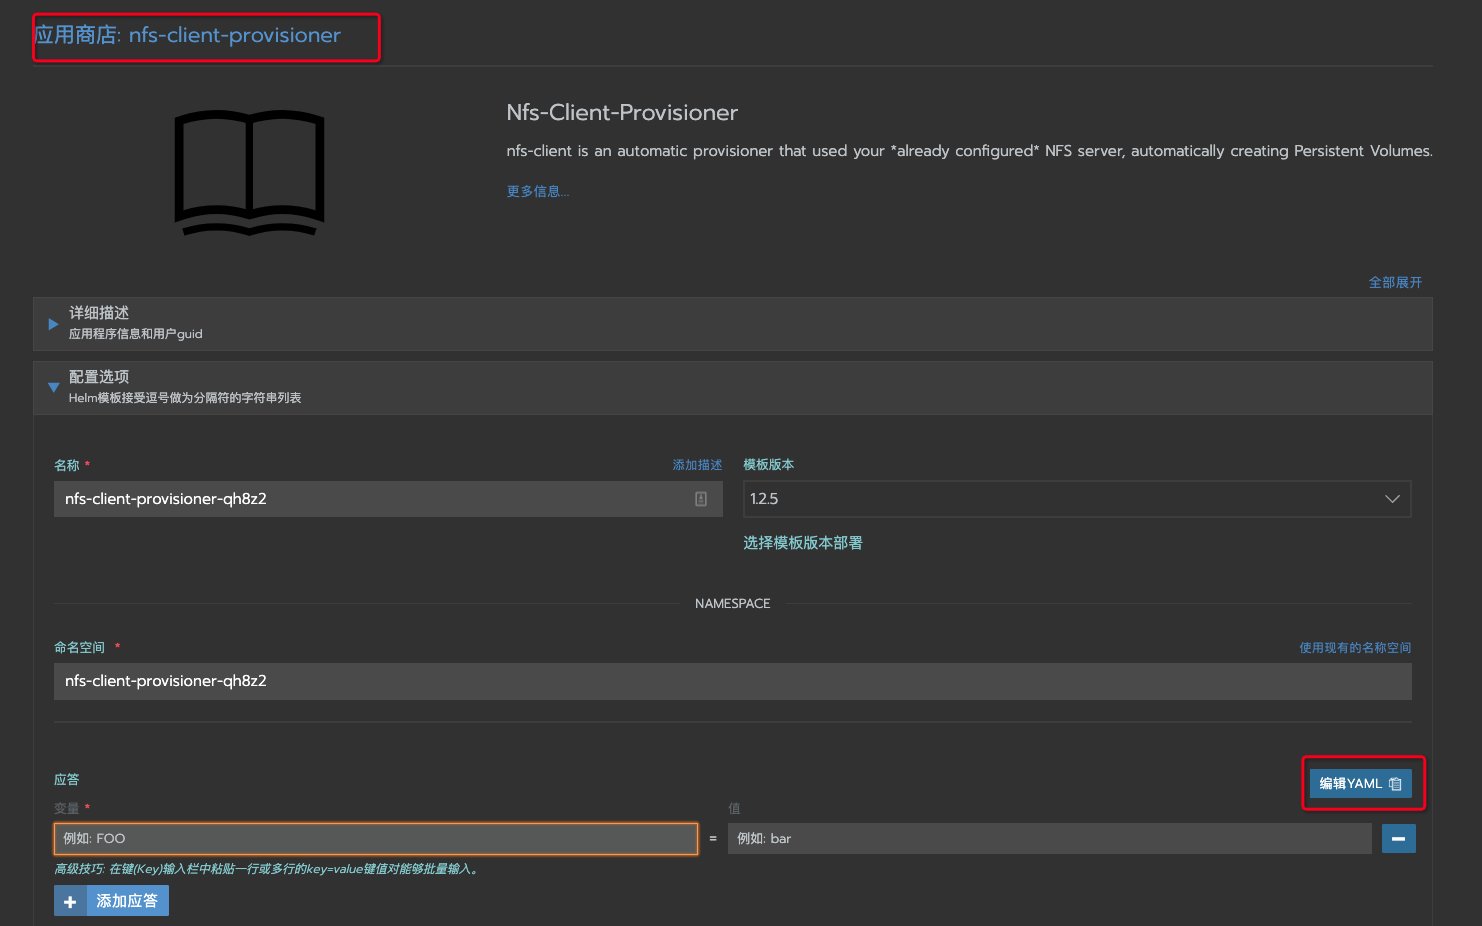 应用商店: nfs-client-provisioner
Nfs-Client-Provisioner
nfs-client is an automatic provisioner that used your *already configured* NFS server, automatically creating Persistent Volumes.
更多信息...
全部展开
详细描述
应用程序信息和用户guid
配置选项
Helm模板接受逗号做为分隔符的字符串列表
名称 *
添加描述
模板版本
nfs-client-provisioner-qh8z2
1.2.5
选择模板版本部署
NAMESPACE
命名空间 *
使用现有的名称空间
nfs-client-provisioner-qh8z2
应答
编辑YAML
变量 *
值
例如: FOO
=
例如: bar
高级技巧: 在键(Key)输入栏中粘贴一行或多行的key=value键值对能够批量输入。
添加应答